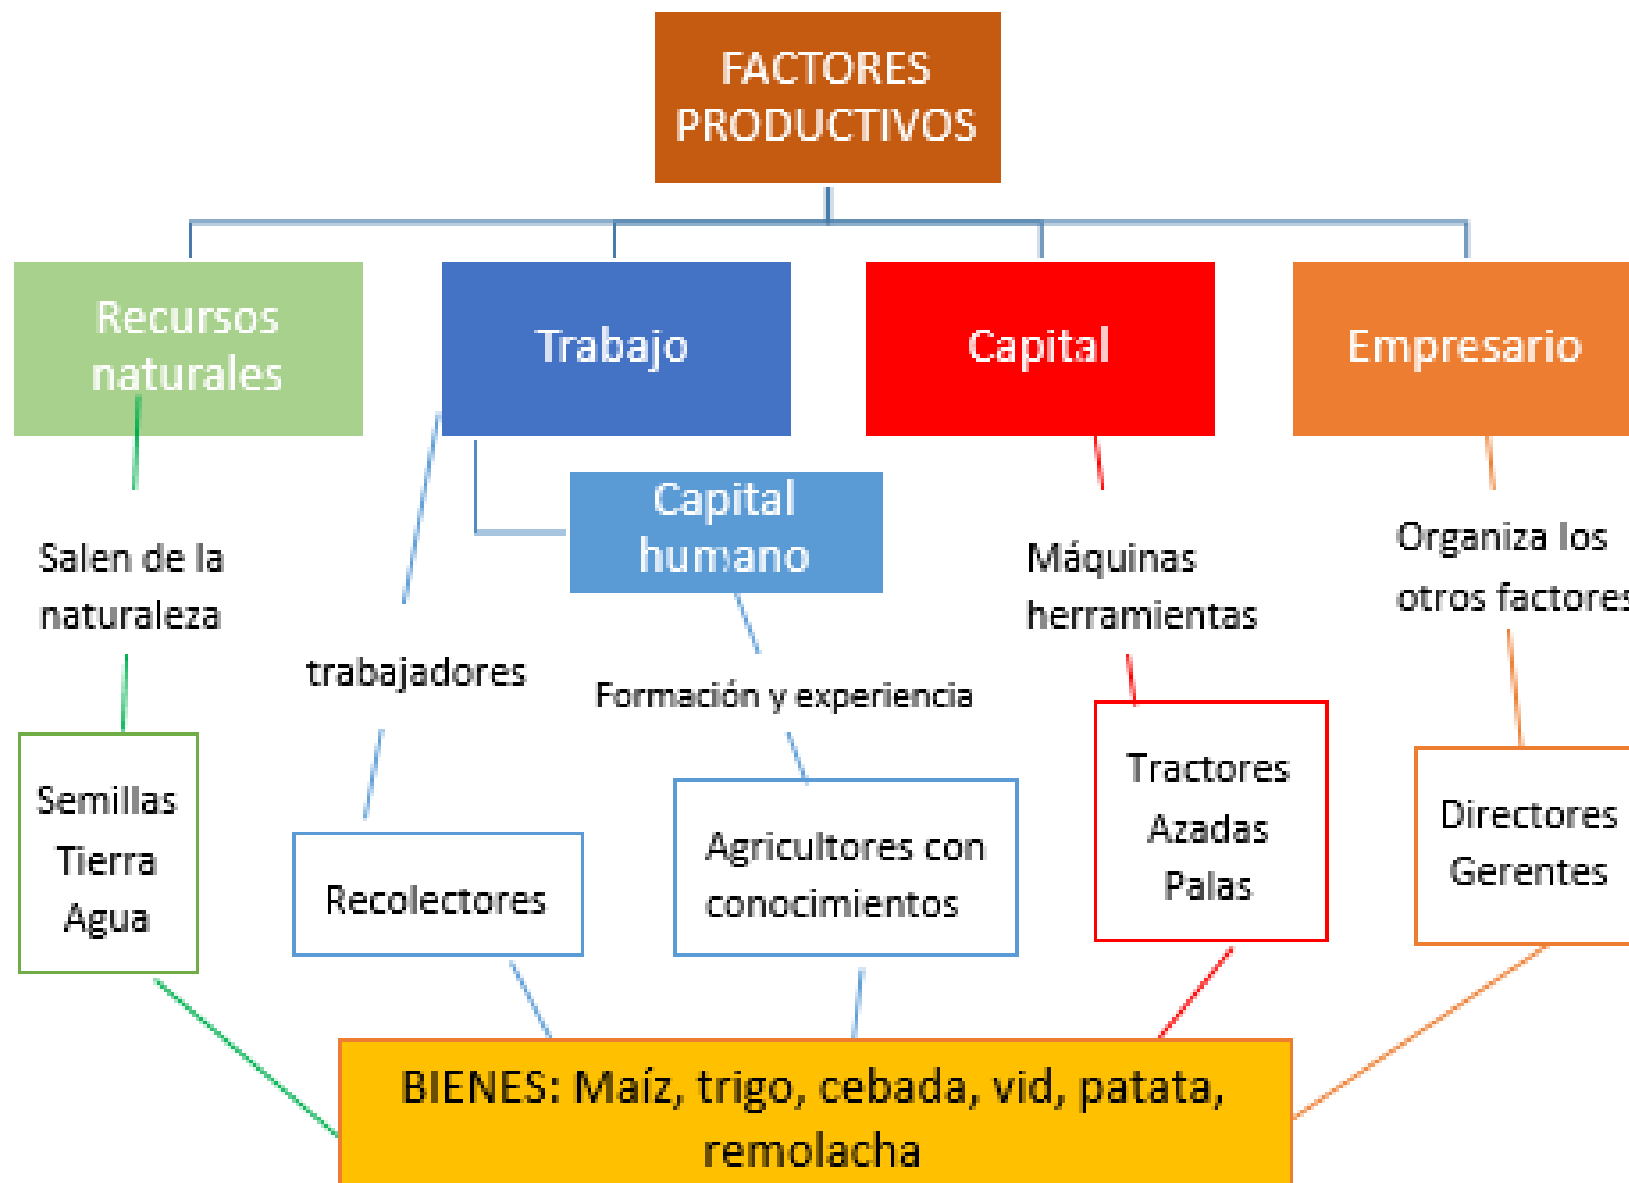 FACTORES
PRODUCTIVOS
Recursos
naturales
Trabajo
Capital
Empresario
Capital
humano
Salen de la
naturaleza
trabajadores
Formación y experiencia
Máquinas
herramientas
Organiza los
otros factores
Semillas
Tierra
Agua
Recolectores
Agricultores con
conocimientos
Tractores
Azadas
Palas
Directores
Gerentes
BIENES: Maíz, trigo, cebada, vid, patata,
remolacha